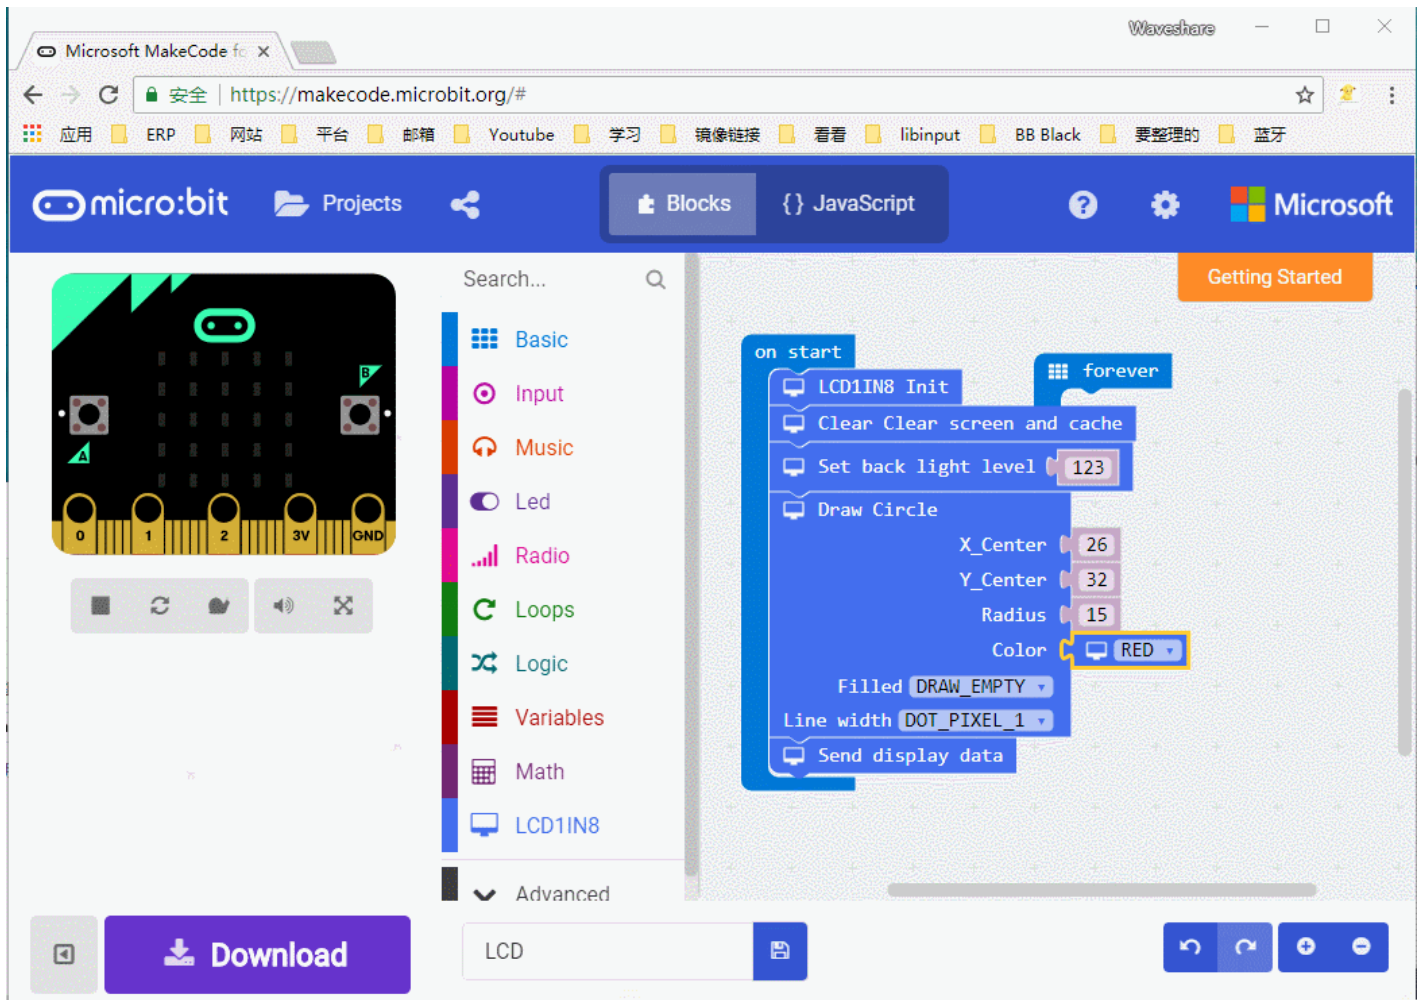 Waveshare
Microsoft MakeCode fo
安全 https://makecode.microbit.org/#
应用 ERP 网站 平台 邮箱 Youtube 学习 镜像链接 看看 libinput BB Black 要整理的 蓝牙
micro:bit Projects Blocks {} JavaScript ? Microsoft
Search...
Getting Started
Basic
Input
Music
Led
Radio
Loops
Logic
Variables
Math
LCD1IN8
Advanced
A
B
0 1 2 3V GND
on start
LCD1IN8 Init
Clear Clear screen and cache
Set back light level 123
Draw Circle
X_Center 26
Y_Center 32
Radius 15
Color RED
Filled DRAW_EMPTY
Line width DOT_PIXEL_1
Send display data
forever
Download
LCD